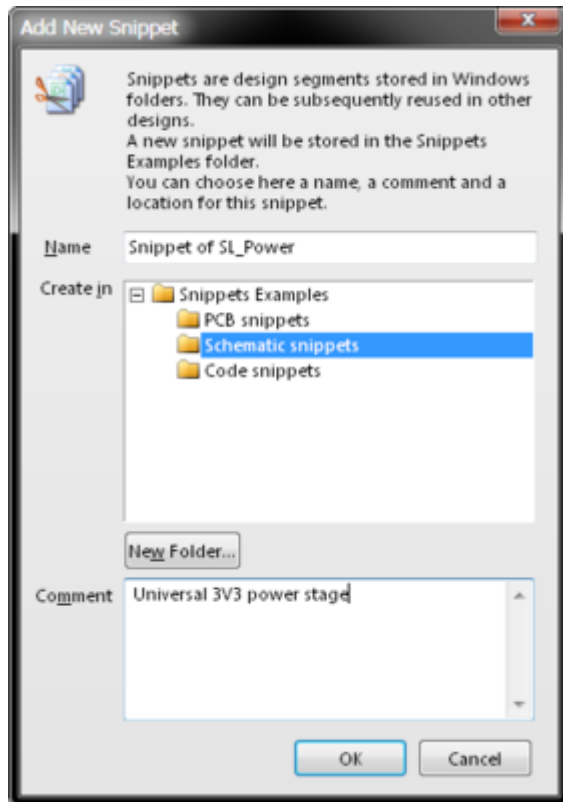 Add New Snippet
Snippets are design segments stored in Windows
folders. They can be subsequently reused in other
designs.
A new snippet will be stored in the Snippets
Examples folder.
You can choose here a name, a comment and a
location for this snippet.
Name Snippet of SL_Power
Create in
Snippets Examples
PCB snippets
Schematic snippets
Code snippets
New Folder...
Comment Universal 3V3 power stage
OK Cancel